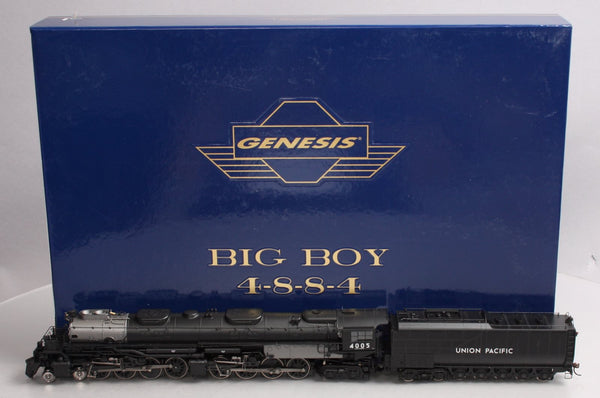 GENESIS®
BIG BOY
4-8-8-4
4005
UNION PACIFIC